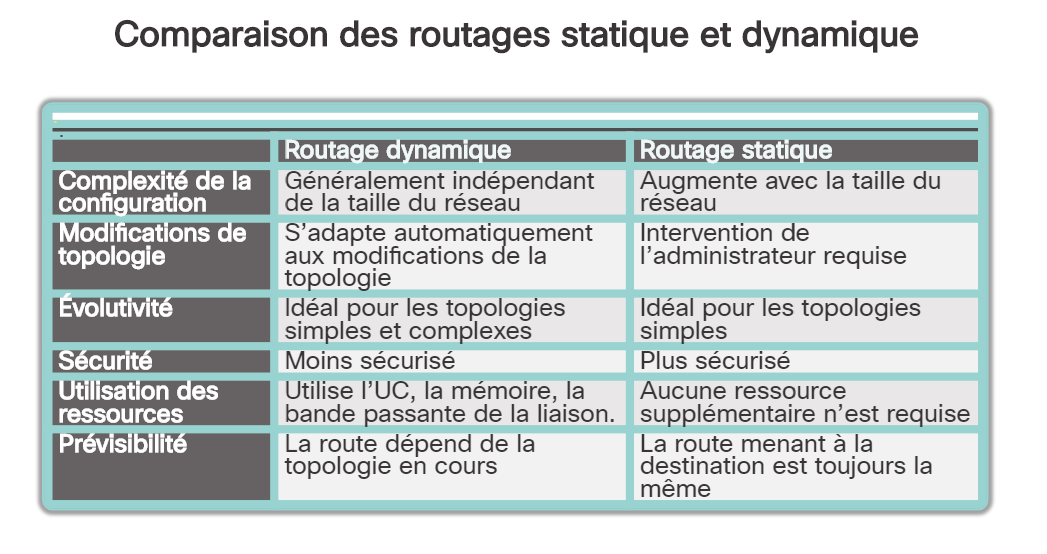 Comparaison des routages statique et dynamique
Routage dynamique
Routage statique
Complexité de la
configuration
Généralement indépendant
de la taille du réseau
Augmente avec la taille du
réseau
Modifications de
topologie
S’adapte automatiquement
aux modifications de la
topologie
Intervention de
l’administrateur requise
Évolutivité
Idéal pour les topologies
simples et complexes
Idéal pour les topologies
simples
Sécurité
Moins sécurisé
Plus sécurisé
Utilisation des
ressources
Utilise l’UC, la mémoire, la
bande passante de la liaison.
Aucune ressource
supplémentaire n’est requise
Prévisibilité
La route dépend de la
topologie en cours
La route menant à la
destination est toujours la
même